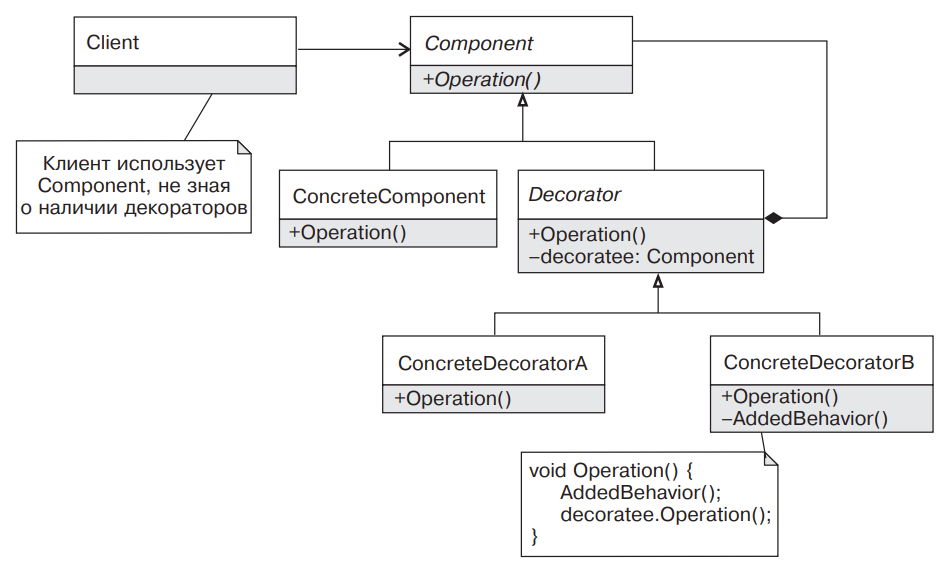 Client
Component
+Operation()
Клиент использует
Component, не зная
о наличии декораторов
ConcreteComponent
+Operation()
Decorator
+Operation()
–decoratee: Component
ConcreteDecoratorA
+Operation()
ConcreteDecoratorB
+Operation()
–AddedBehavior()
void Operation() {
AddedBehavior();
decoratee.Operation();
}